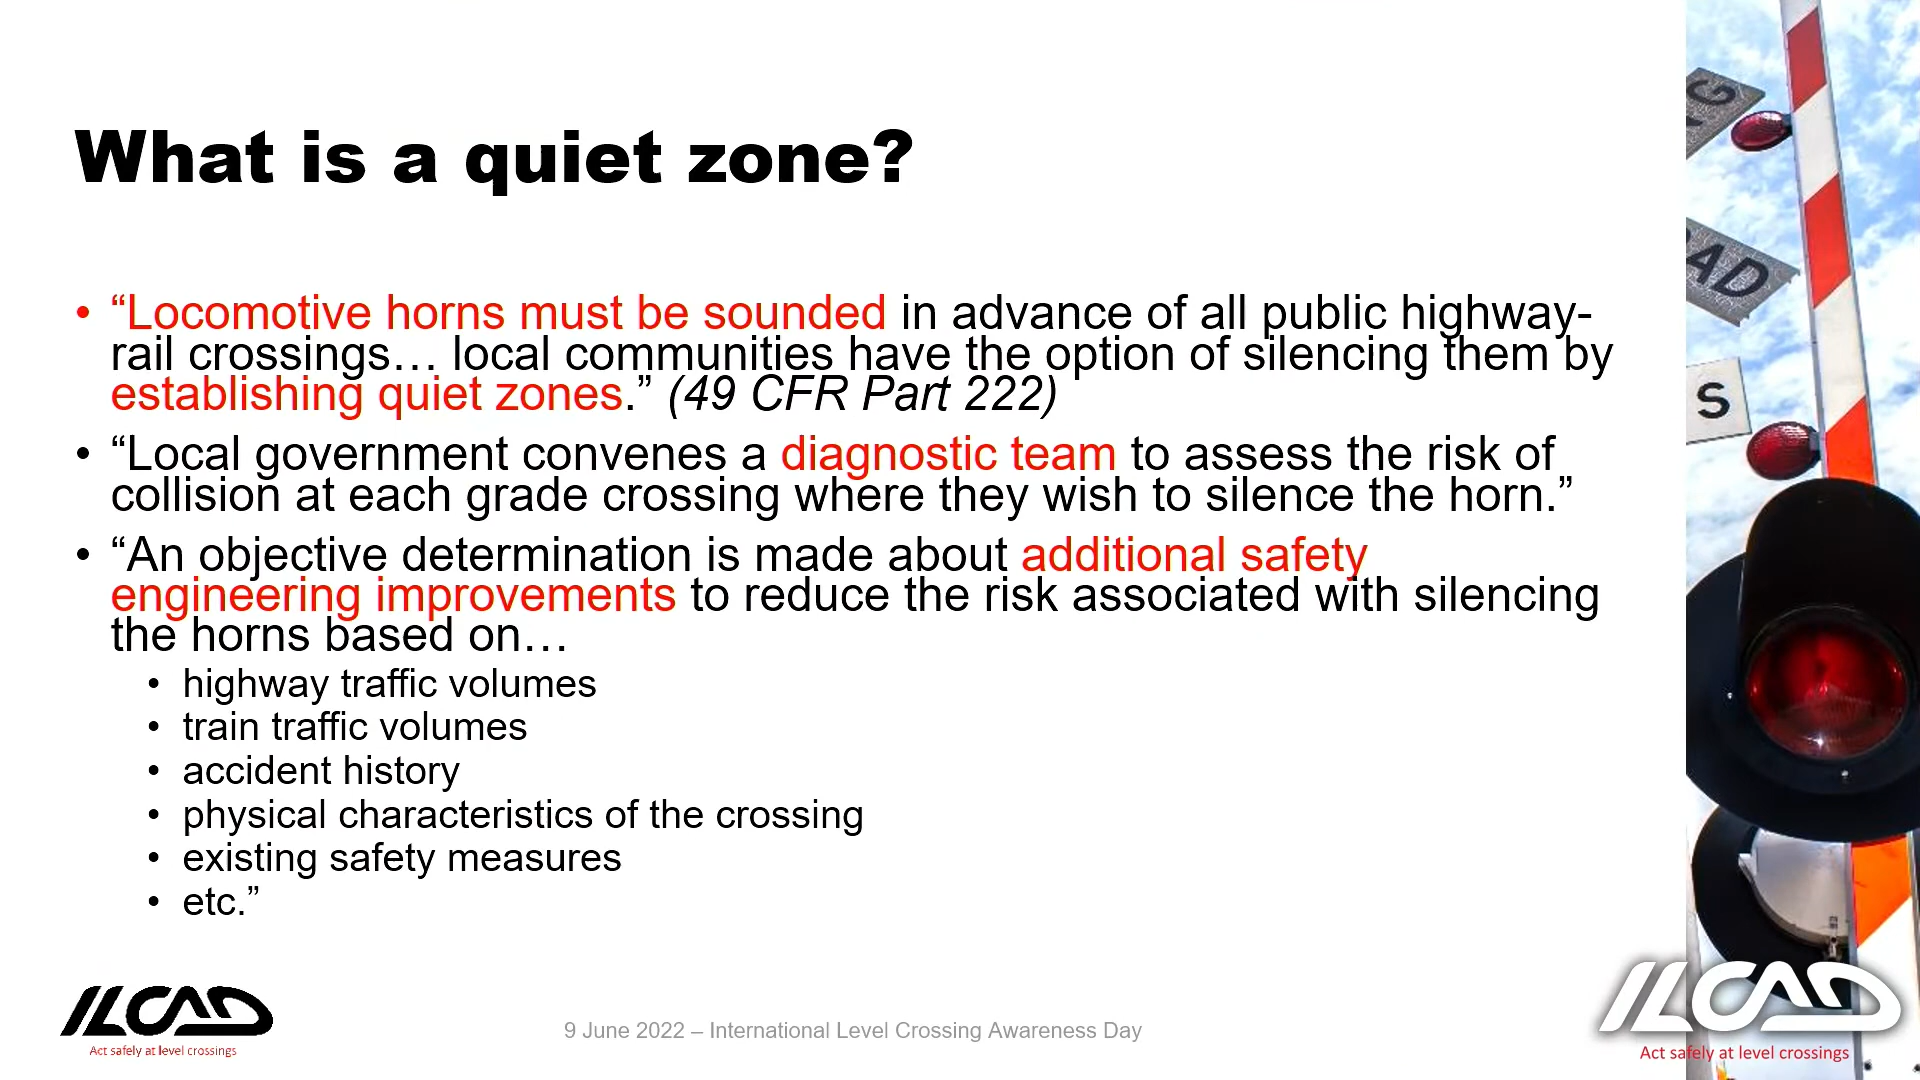 What is a quiet zone?
• “Locomotive horns must be sounded in advance of all public highway-
rail crossings… local communities have the option of silencing them by
establishing quiet zones.” (49 CFR Part 222)
• “Local government convenes a diagnostic team to assess the risk of
collision at each grade crossing where they wish to silence the horn.”
• “An objective determination is made about additional safety
engineering improvements to reduce the risk associated with silencing
the horns based on…
• highway traffic volumes
• train traffic volumes
• accident history
• physical characteristics of the crossing
• existing safety measures
• etc.”
ILCAD
Act safely at level crossings
9 June 2022 – International Level Crossing Awareness Day
ILCAD
Act safely at level crossings